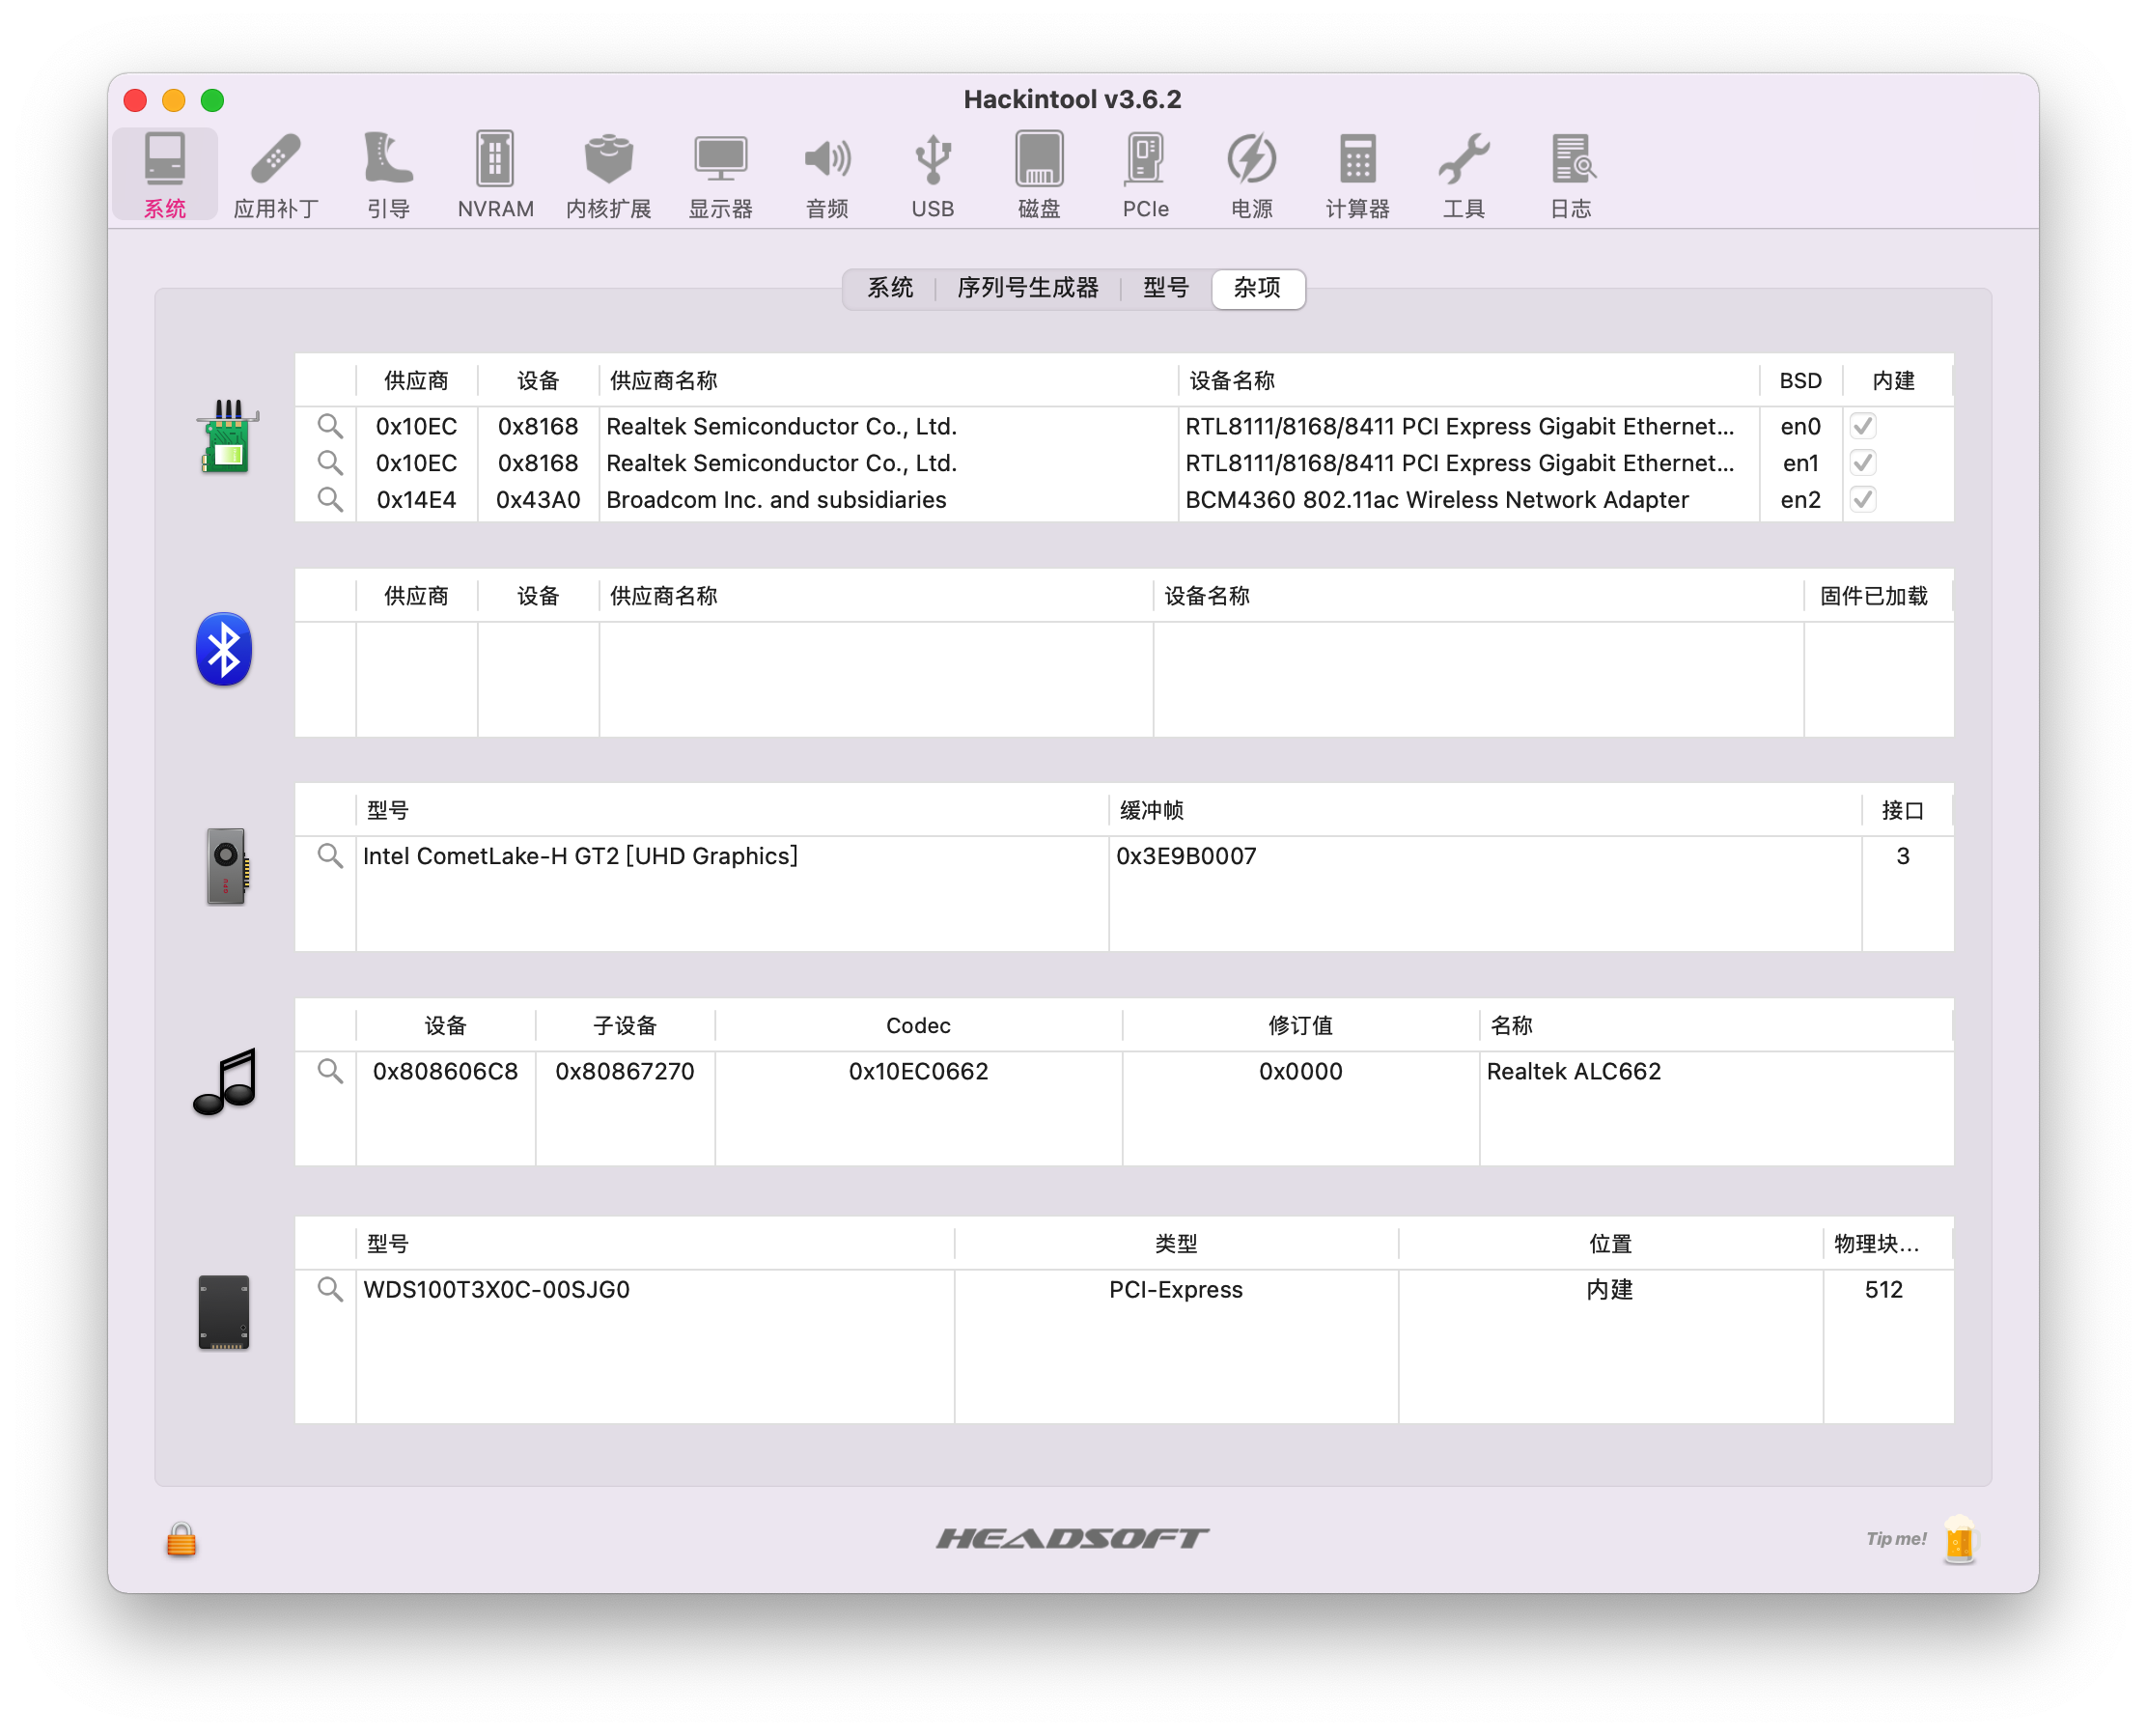 Hackintool v3.6.2
系统 应用补丁 引导 NVRAM 内核扩展 显示器 音频 USB 磁盘 PCIe 电源 计算器 工具 日志
系统 序列号生成器 型号 杂项
供应商 设备 供应商名称 设备名称 BSD 内建
0x10EC 0x8168 Realtek Semiconductor Co., Ltd. RTL8111/8168/8411 PCI Express Gigabit Ethernet... en0
0x10EC 0x8168 Realtek Semiconductor Co., Ltd. RTL8111/8168/8411 PCI Express Gigabit Ethernet... en1
0x14E4 0x43A0 Broadcom Inc. and subsidiaries BCM4360 802.11ac Wireless Network Adapter en2
供应商 设备 供应商名称 设备名称 固件已加载
型号 缓冲帧 接口
Intel CometLake-H GT2 [UHD Graphics] 0x3E9B0007 3
设备 子设备 Codec 修订值 名称
0x808606C8 0x80867270 0x10EC0662 0x0000 Realtek ALC662
型号 类型 位置 物理块...
WDS100T3X0C-00SJG0 PCI-Express 内建 512
HEADSOFT
Tip me!